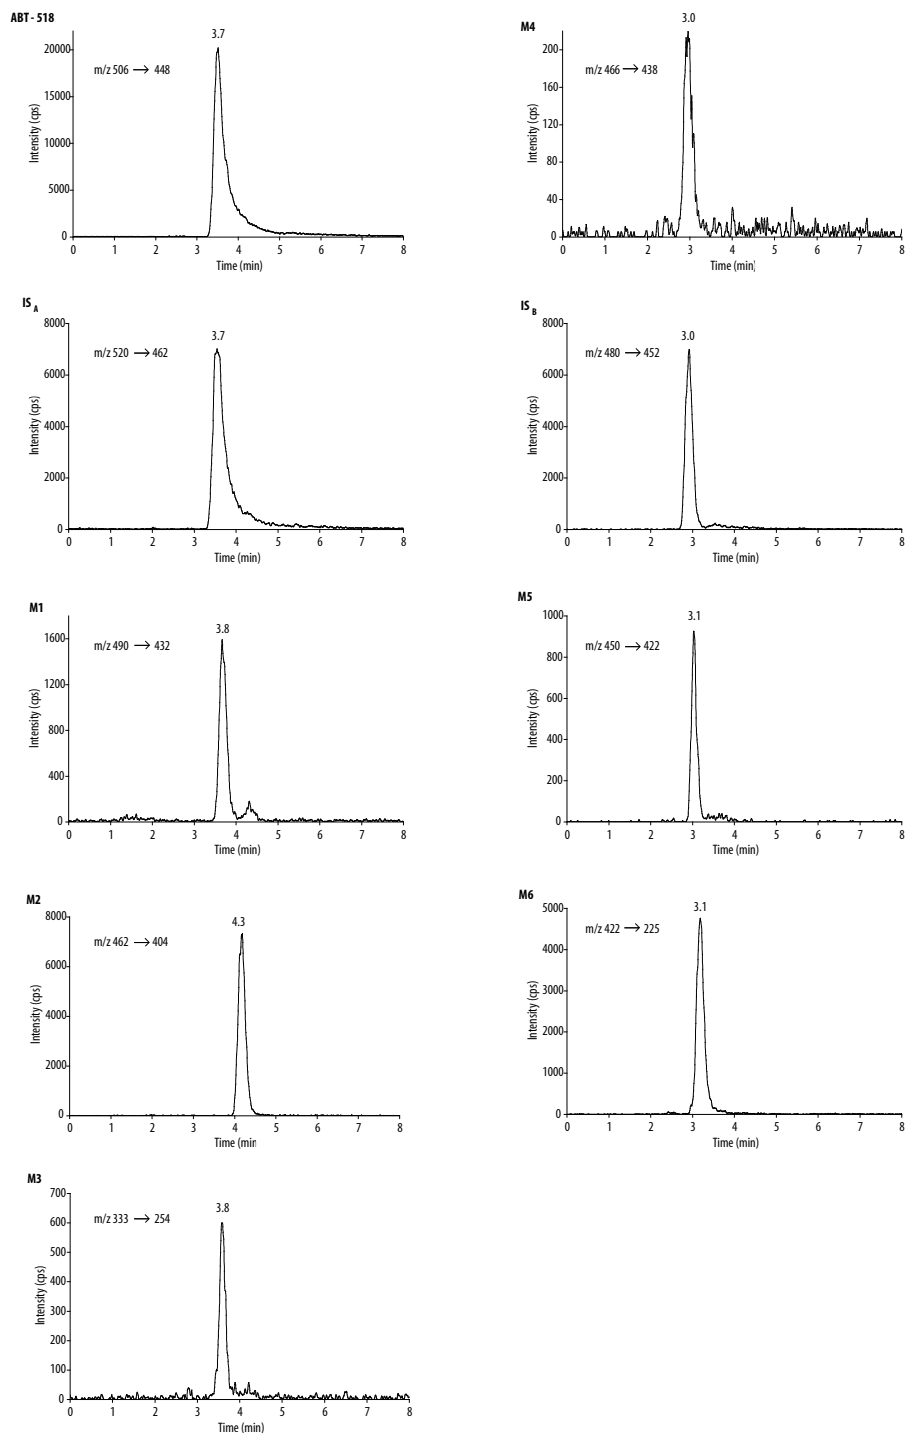 ABT - 518
3.7
m/z 506 → 448
20000
15000
10000
5000
0
Intensity (cps)
0 1 2 3 4 5 6 7 8
Time (min)
M4
3.0
m/z 466 → 438
200
160
120
80
40
0
Intensity (cps)
0 1 2 3 4 5 6 7 8
Time (min)
IS A
3.7
m/z 520 → 462
8000
6000
4000
2000
0
Intensity (cps)
0 1 2 3 4 5 6 7 8
Time (min)
IS B
3.0
m/z 480 → 452
8000
6000
4000
2000
0
Intensity (cps)
0 1 2 3 4 5 6 7 8
Time (min)
M1
3.8
m/z 490 → 432
1600
1200
800
400
0
Intensity (cps)
0 1 2 3 4 5 6 7 8
Time (min)
M5
3.1
m/z 450 → 422
1000
800
600
400
200
0
Intensity (cps)
0 1 2 3 4 5 6 7 8
Time (min)
M2
4.3
m/z 462 → 404
8000
6000
4000
2000
0
Intensity (cps)
0 1 2 3 4 5 6 7 8
Time (min
M6
3.1
m/z 422 → 225
5000
4000
3000
2000
1000
0
Intensity (cps)
0 1 2 3 4 5 6 7 8
Time (min)
M3
3.8
m/z 333 → 254
700
600
500
400
300
200
100
0
Intensity (cps)
0 1 2 3 4 5 6 7 8
Time (min)